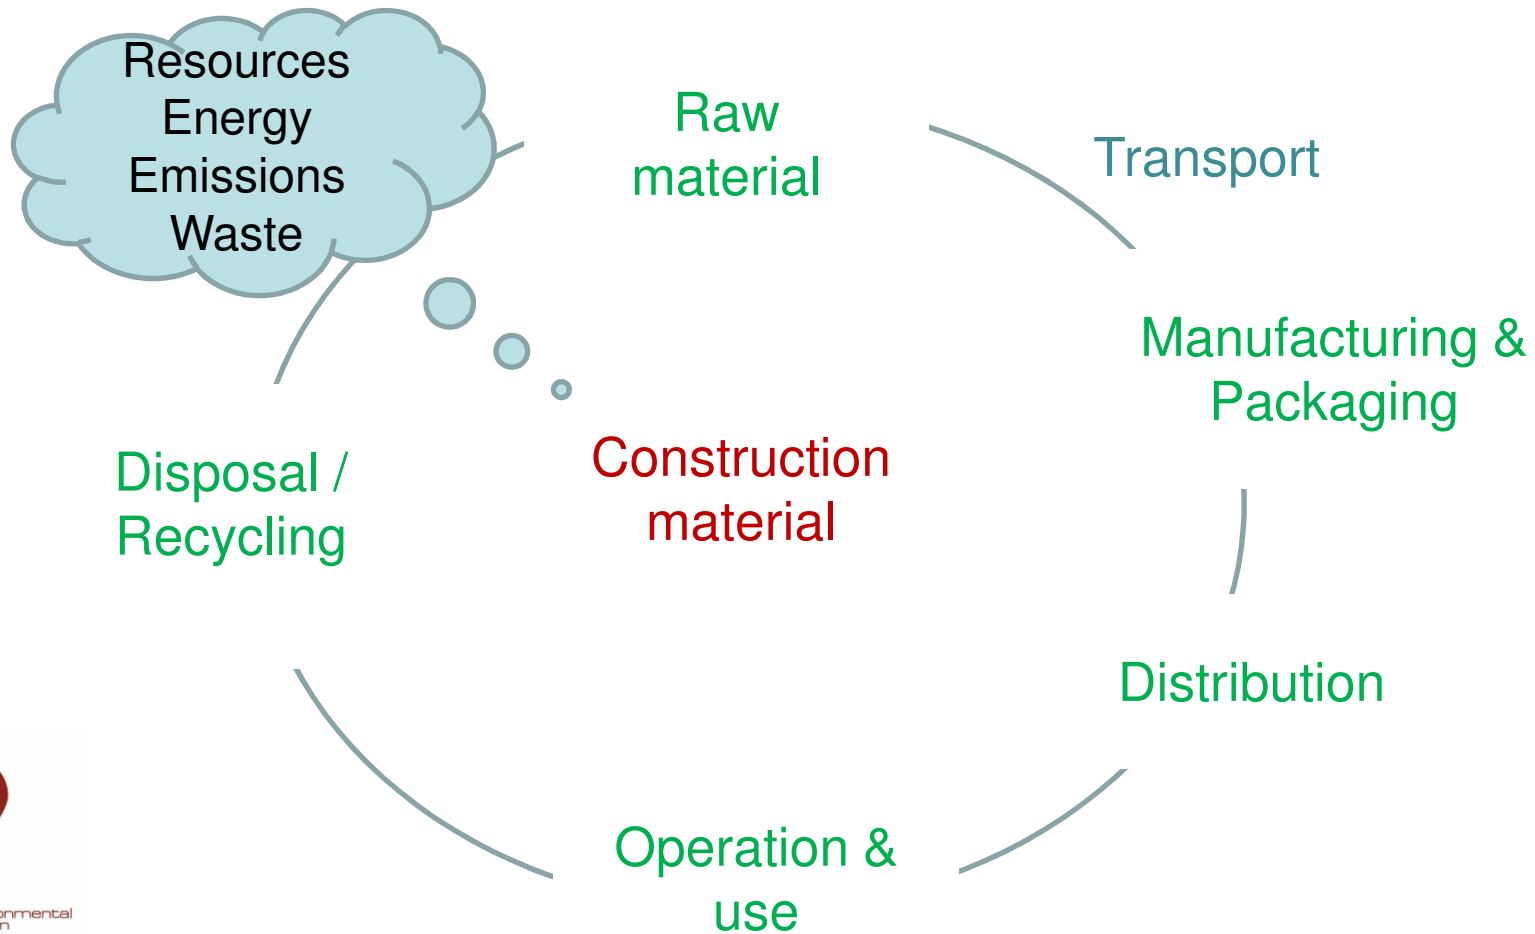 Resources
Energy
Emissions
Waste
Raw
material
Transport
Manufacturing &
Packaging
Construction
material
Disposal /
Recycling
Distribution
Operation &
use